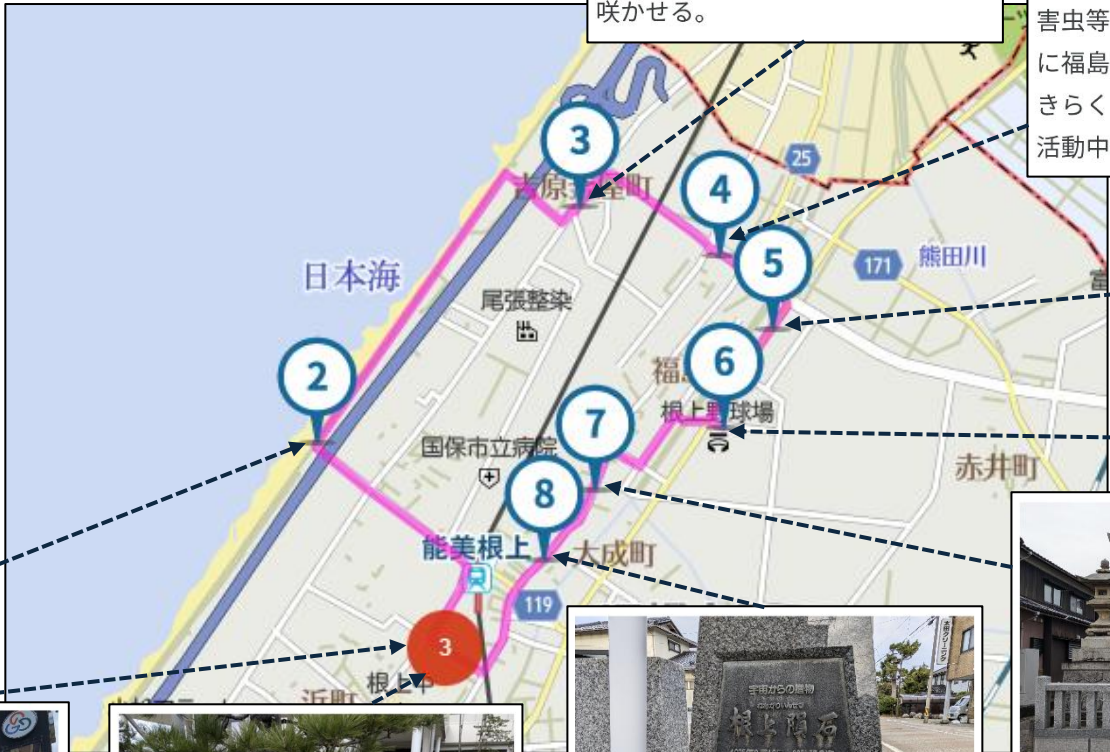 咲かせる。
害虫等
に福島
きらく
活動中
3
4
25
5
171
熊田川
日本海
尾張整染
2
6
福
根上野球場
7
国保市立病院
8
赤井町
能美根上
大成町
119
3
根上中
浜町
宇宙からの贈物
根上隕石